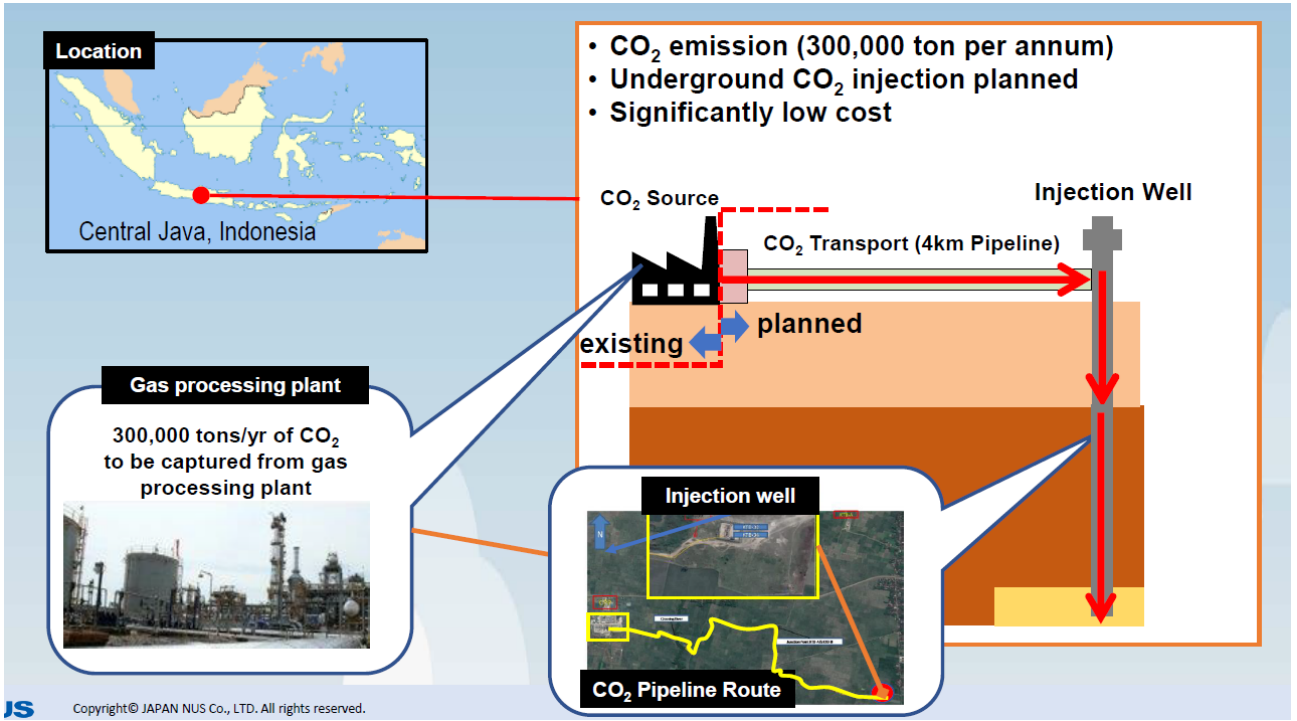 Location
Central Java, Indonesia
• CO₂ emission (300,000 ton per annum)
• Underground CO₂ injection planned
• Significantly low cost
CO₂ Source
Injection Well
CO₂ Transport (4km Pipeline)
planned
existing
Gas processing plant
300,000 tons/yr of CO₂
to be captured from gas
processing plant
Injection well
N
CO₂ Pipeline Route
US
Copyright© JAPAN NUS Co., LTD. All rights reserved.